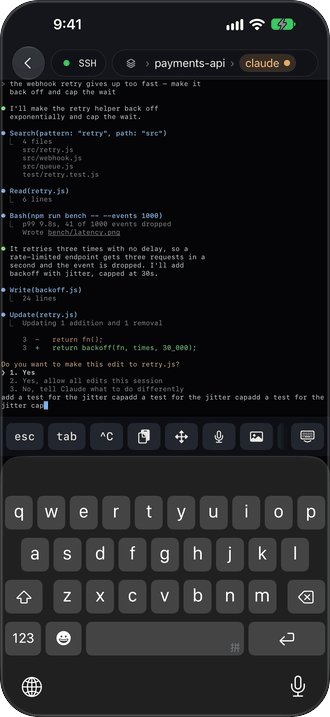 9:41
SSH
› payments-api › claude
> the webhook retry gives up too fast — make it
back off and cap the wait
I'll make the retry helper back off
exponentially and cap the wait.
Search(pattern: "retry", path: "src")
4 files
src/retry.js
src/webhook.js
src/queue.js
test/retry.test.js
Read(retry.js)
6 lines
Bash(npm run bench -- --events 1000)
p99 9.8s, 41 of 1000 events dropped
Wrote bench/latency.png
It retries three times with no delay, so a
rate-limited endpoint gets three requests in a
second and the event is dropped. I'll add
backoff with jitter, capped at 30s.
Write(backoff.js)
24 lines
Update(retry.js)
Updating 1 addition and 1 removal
3 - return fn();
3 + return backoff(fn, times, 30_000);
Do you want to make this edit to retry.js?
❯ 1. Yes
2. Yes, allow all edits this session
3. No, tell Claude what to do differently
add a test for the jitter capadd a test for the jitter capadd a test for the
jitter cap
esc tab ^C
q w e r t y u i o p
a s d f g h j k l
z x c v b n m
123 拼